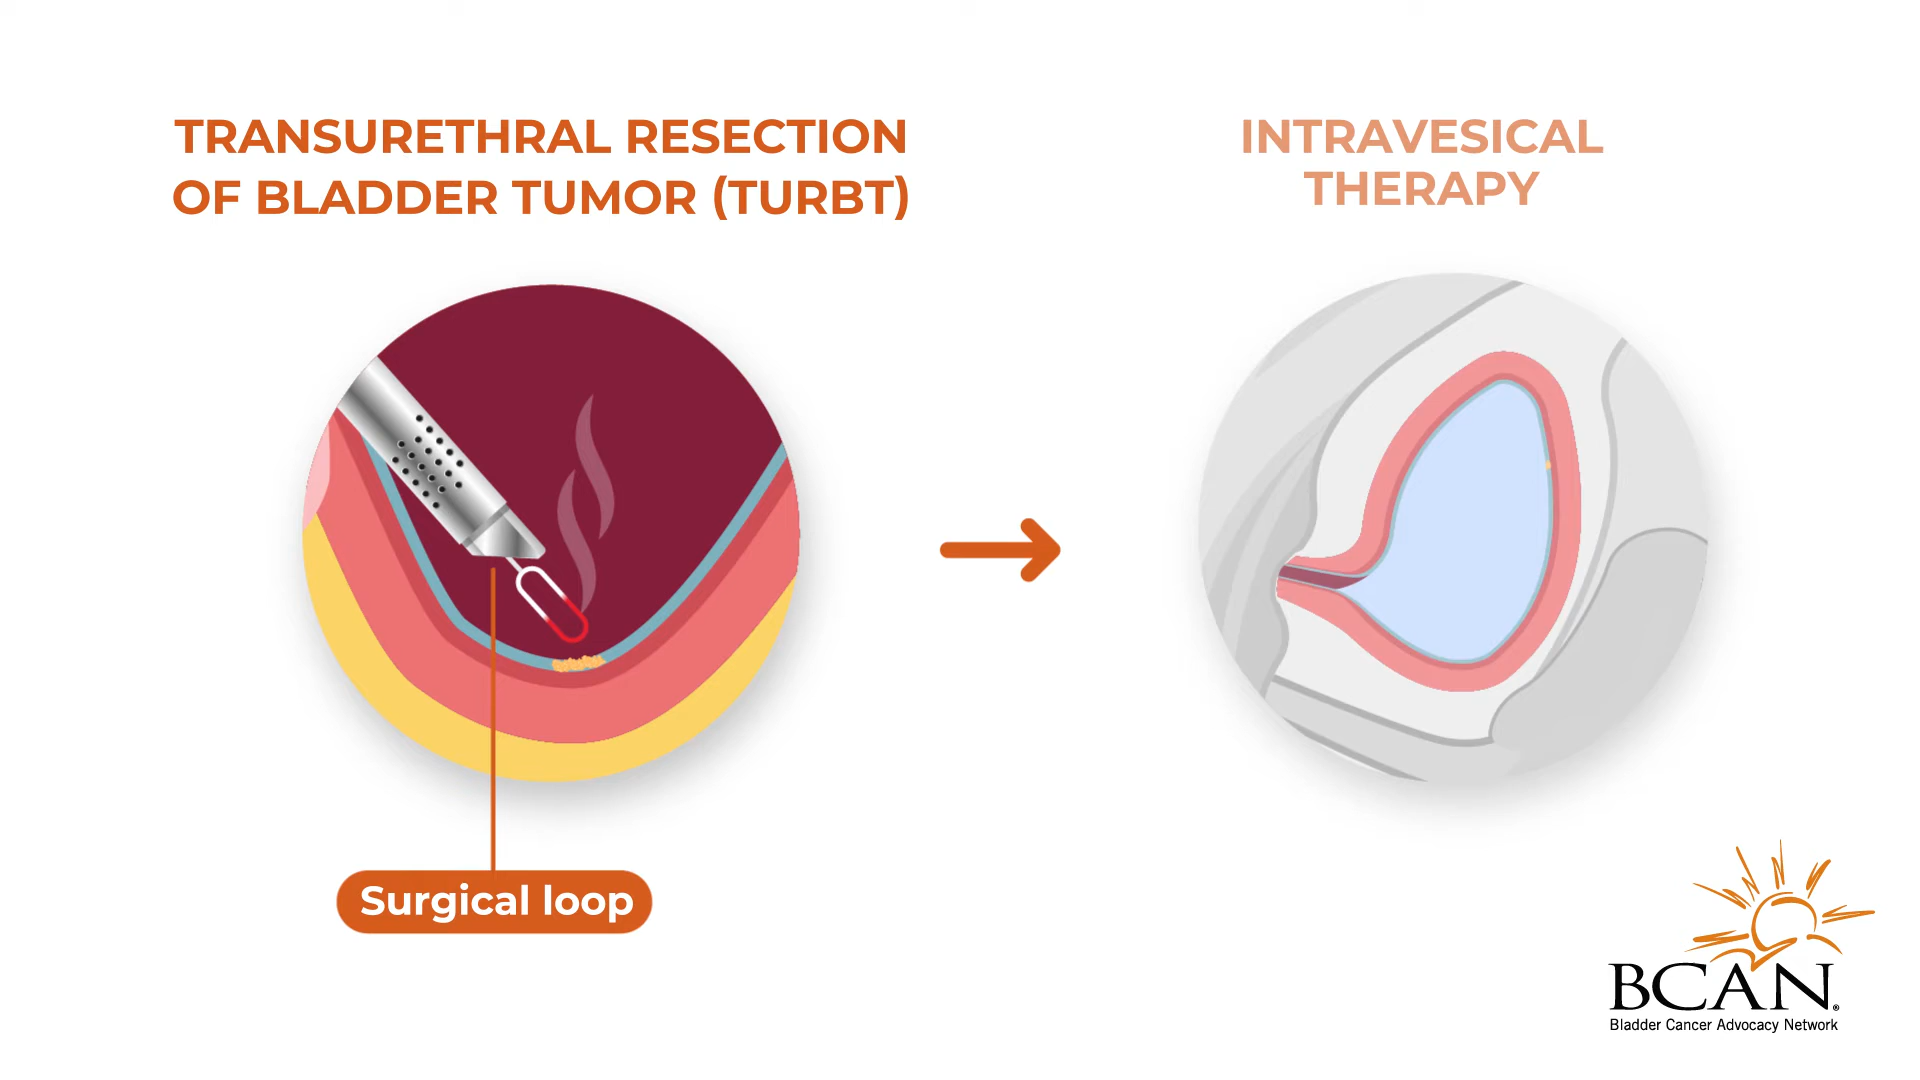 TRANSURETHRAL RESECTION
OF BLADDER TUMOR (TURBT)
INTRAVESICAL
THERAPY
Surgical loop
BCAN®
Bladder Cancer Advocacy Network